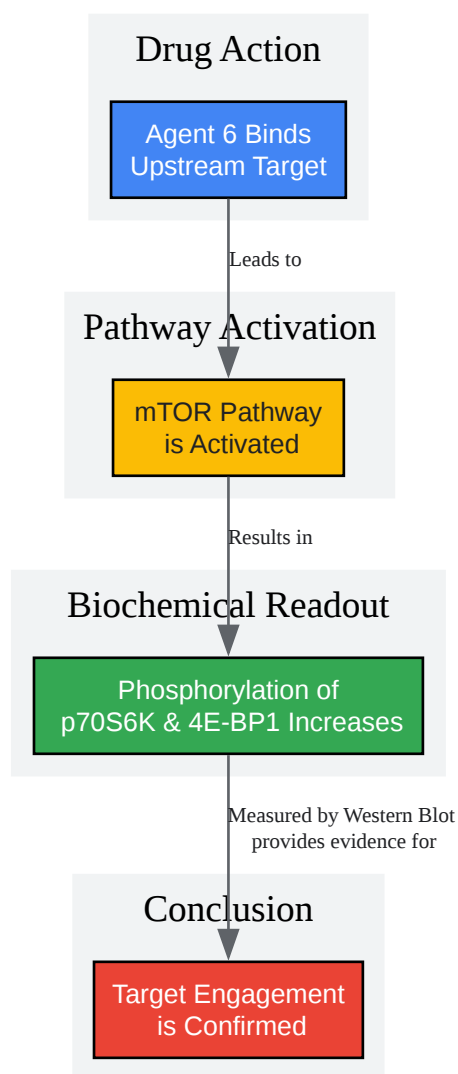 Drug Action
Agent 6 Binds
Upstream Target
Leads to
Pathway Activation
mTOR Pathway
is Activated
Results in
Biochemical Readout
Phosphorylation of
p70S6K & 4E-BP1 Increases
Measured by Western Blot
provides evidence for
Conclusion
Target Engagement
is Confirmed